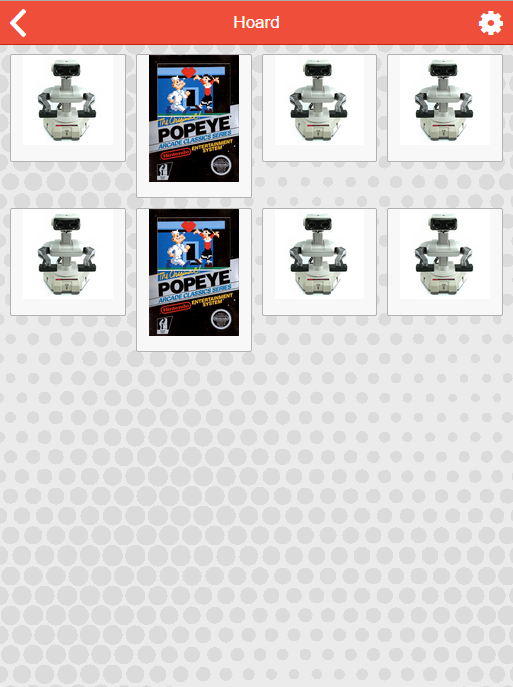 Hoard
The Original
POPEYE
ARCADE CLASSICS SERIES
Nintendo ENTERTAINMENT
SYSTEM
The Original
POPEYE
ARCADE CLASSICS SERIES
Nintendo ENTERTAINMENT
SYSTEM